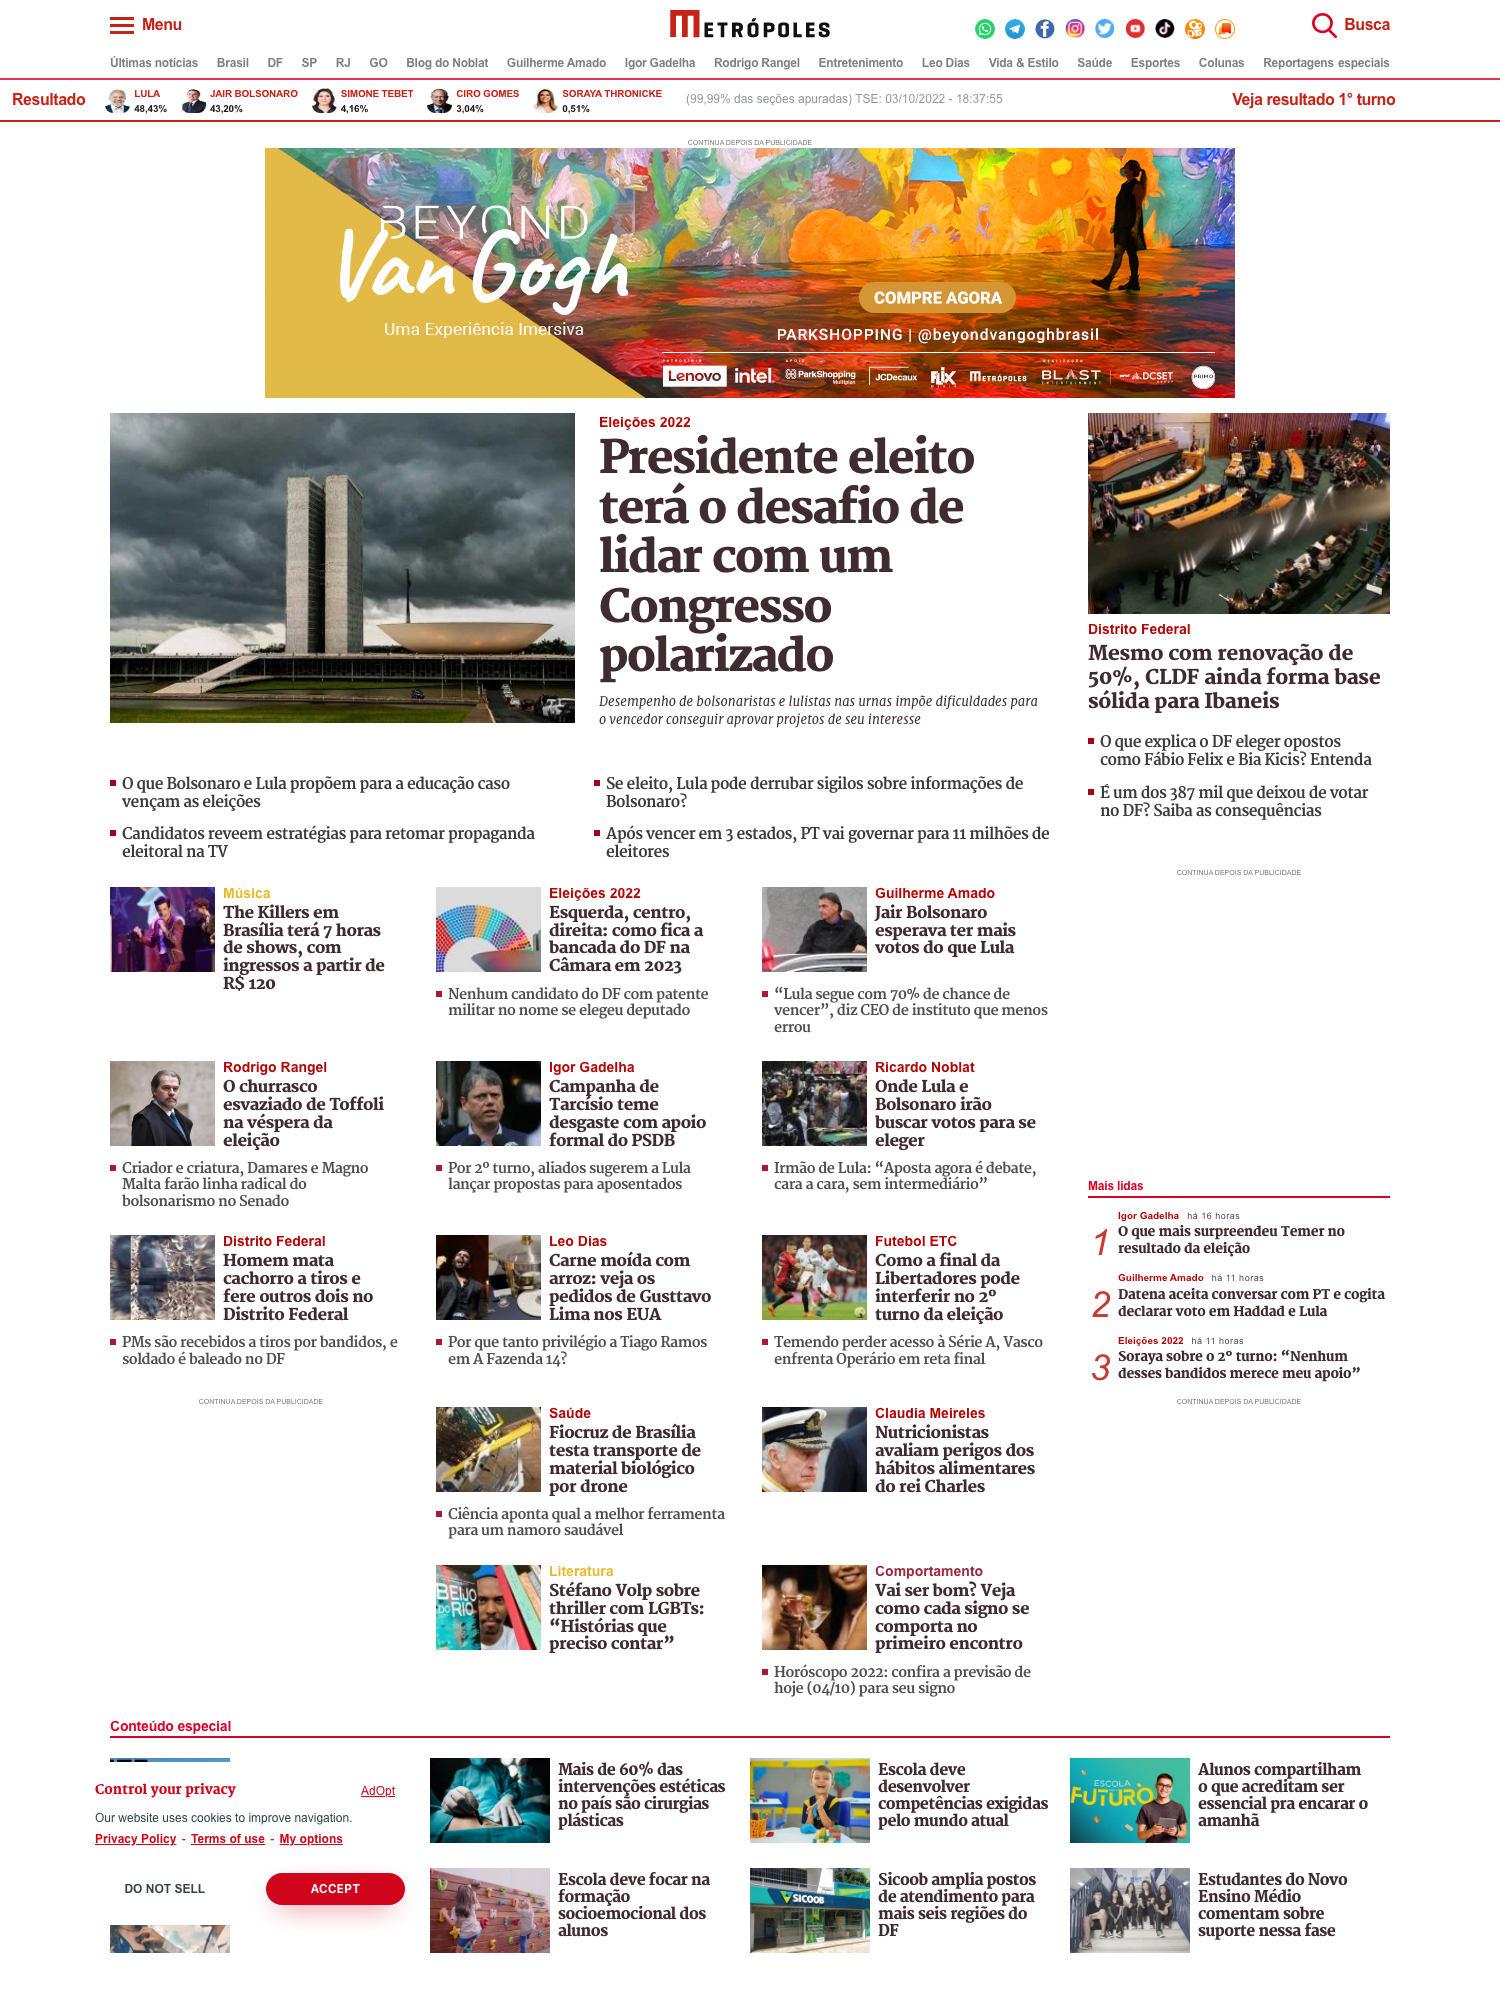 Menu
METRÓPOLES
Busca
Últimas notícias Brasil DF SP RJ GO Blog do Noblat Guilherme Amado Igor Gadelha Rodrigo Rangel Entretenimento Leo Dias Vida & Estilo Saúde Esportes Colunas Reportagens especiais
Resultado
LULA
48,43%
JAIR BOLSONARO
43,20%
SIMONE TEBET
4,16%
CIRO GOMES
3,04%
SORAYA THRONICKE
0,51%
(99,99% das seções apuradas) TSE: 03/10/2022 - 18:37:55
Veja resultado 1° turno
CONTINUA DEPOIS DA PUBLICIDADE
BEYOND
Van Gogh
Uma Experiência Imersiva
COMPRE AGORA
PARKSHOPPING | @beyondvangoghbrasil
PATROCÍNIO
APOIO
REALIZAÇÃO
Lenovo intel. ParkShopping JCDecaux FLIX METRÓPOLES BLAST DCSET PRIMO
Multiplan
Entertainment
Eleições 2022
Presidente eleito
terá o desafio de
lidar com um
Congresso
polarizado
Desempenho de bolsonaristas e lulistas nas urnas impõe dificuldades para
o vencedor conseguir aprovar projetos de seu interesse
Distrito Federal
Mesmo com renovação de
50%, CLDF ainda forma base
sólida para Ibaneis
O que explica o DF eleger opostos
como Fábio Felix e Bia Kicis? Entenda
É um dos 387 mil que deixou de votar
no DF? Saiba as consequências
O que Bolsonaro e Lula propõem para a educação caso
vençam as eleições
Se eleito, Lula pode derrubar sigilos sobre informações de
Bolsonaro?
Candidatos reveem estratégias para retomar propaganda
eleitoral na TV
Após vencer em 3 estados, PT vai governar para 11 milhões de
eleitores
CONTINUA DEPOIS DA PUBLICIDADE
Música
The Killers em
Brasília terá 7 horas
de shows, com
ingressos a partir de
R$ 120
Eleições 2022
Esquerda, centro,
direita: como fica a
bancada do DF na
Câmara em 2023
Nenhum candidato do DF com patente
militar no nome se elegeu deputado
Guilherme Amado
Jair Bolsonaro
esperava ter mais
votos do que Lula
“Lula segue com 70% de chance de
vencer”, diz CEO de instituto que menos
errou
Rodrigo Rangel
O churrasco
esvaziado de Toffoli
na véspera da
eleição
Criador e criatura, Damares e Magno
Malta farão linha radical do
bolsonarismo no Senado
Igor Gadelha
Campanha de
Tarcísio teme
desgaste com apoio
formal do PSDB
Por 2º turno, aliados sugerem a Lula
lançar propostas para aposentados
Ricardo Noblat
Onde Lula e
Bolsonaro irão
buscar votos para se
eleger
Irmão de Lula: “Aposta agora é debate,
cara a cara, sem intermediário”
Mais lidas
1
Igor Gadelha há 16 horas
O que mais surpreendeu Temer no
resultado da eleição
2
Guilherme Amado há 11 horas
Datena aceita conversar com PT e cogita
declarar voto em Haddad e Lula
3
Eleições 2022 há 11 horas
Soraya sobre o 2º turno: “Nenhum
desses bandidos merece meu apoio”
CONTINUA DEPOIS DA PUBLICIDADE
Distrito Federal
Homem mata
cachorro a tiros e
fere outros dois no
Distrito Federal
PMs são recebidos a tiros por bandidos, e
soldado é baleado no DF
Leo Dias
Carne moída com
arroz: veja os
pedidos de Gusttavo
Lima nos EUA
Por que tanto privilégio a Tiago Ramos
em A Fazenda 14?
Futebol ETC
Como a final da
Libertadores pode
interferir no 2º
turno da eleição
Temendo perder acesso à Série A, Vasco
enfrenta Operário em reta final
CONTINUA DEPOIS DA PUBLICIDADE
Saúde
Fiocruz de Brasília
testa transporte de
material biológico
por drone
Ciência aponta qual a melhor ferramenta
para um namoro saudável
Claudia Meireles
Nutricionistas
avaliam perigos dos
hábitos alimentares
do rei Charles
BEIJO
DO RIO
Literatura
Stéfano Volp sobre
thriller com LGBTs:
“Histórias que
preciso contar”
Comportamento
Vai ser bom? Veja
como cada signo se
comporta no
primeiro encontro
Horóscopo 2022: confira a previsão de
hoje (04/10) para seu signo
Conteúdo especial
Control your privacy
AdOpt
Our website uses cookies to improve navigation.
Privacy Policy - Terms of use - My options
DO NOT SELL
ACCEPT
Mais de 60% das
intervenções estéticas
no país são cirurgias
plásticas
Escola deve
desenvolver
competências exigidas
pelo mundo atual
ESCOLA
FUTURO
Alunos compartilham
o que acreditam ser
essencial pra encarar o
amanhã
Escola deve focar na
formação
socioemocional dos
alunos
SICOOB
Sicoob amplia postos
de atendimento para
mais seis regiões do
DF
Estudantes do Novo
Ensino Médio
comentam sobre
suporte nessa fase